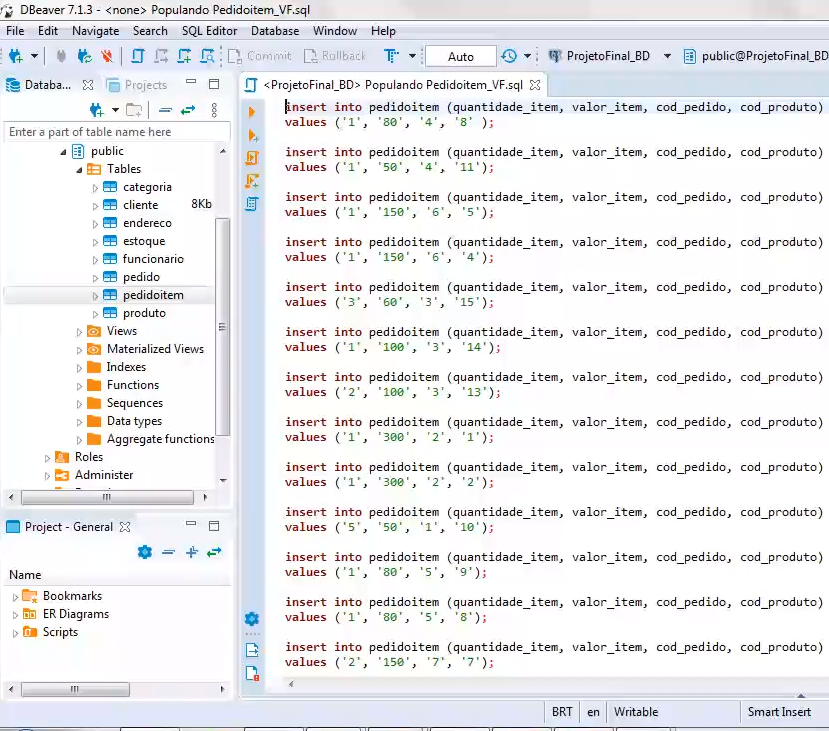 DBeaver 7.1.3 - <none> Populando Pedidoitem_VF.sql
File Edit Navigate Search SQL Editor Database Window Help
Commit Rollback Auto ProjetoFinal_BD public@ProjetoFinal_BD
Databa... Projects
<ProjetoFinal_BD> Populando Pedidoitem_VF.sql
Enter a part of table name here
public
Tables
categoria
cliente 8Kb
endereco
estoque
funcionario
pedido
pedidoitem
produto
Views
Materialized Views
Indexes
Functions
Sequences
Data types
Aggregate functions
Roles
Administer
Project - General
Name
Bookmarks
ER Diagrams
Scripts
insert into pedidoitem (quantidade_item, valor_item, cod_pedido, cod_produto)
values ('1', '80', '4', '8' );
insert into pedidoitem (quantidade_item, valor_item, cod_pedido, cod_produto)
values ('1', '50', '4', '11');
insert into pedidoitem (quantidade_item, valor_item, cod_pedido, cod_produto)
values ('1', '150', '6', '5');
insert into pedidoitem (quantidade_item, valor_item, cod_pedido, cod_produto)
values ('1', '150', '6', '4');
insert into pedidoitem (quantidade_item, valor_item, cod_pedido, cod_produto)
values ('3', '60', '3', '15');
insert into pedidoitem (quantidade_item, valor_item, cod_pedido, cod_produto)
values ('1', '100', '3', '14');
insert into pedidoitem (quantidade_item, valor_item, cod_pedido, cod_produto)
values ('2', '100', '3', '13');
insert into pedidoitem (quantidade_item, valor_item, cod_pedido, cod_produto)
values ('1', '300', '2', '1');
insert into pedidoitem (quantidade_item, valor_item, cod_pedido, cod_produto)
values ('1', '300', '2', '2');
insert into pedidoitem (quantidade_item, valor_item, cod_pedido, cod_produto)
values ('5', '50', '1', '10');
insert into pedidoitem (quantidade_item, valor_item, cod_pedido, cod_produto)
values ('1', '80', '5', '9');
insert into pedidoitem (quantidade_item, valor_item, cod_pedido, cod_produto)
values ('1', '80', '5', '8');
insert into pedidoitem (quantidade_item, valor_item, cod_pedido, cod_produto)
values ('2', '150', '7', '7');
BRT en Writable Smart Insert